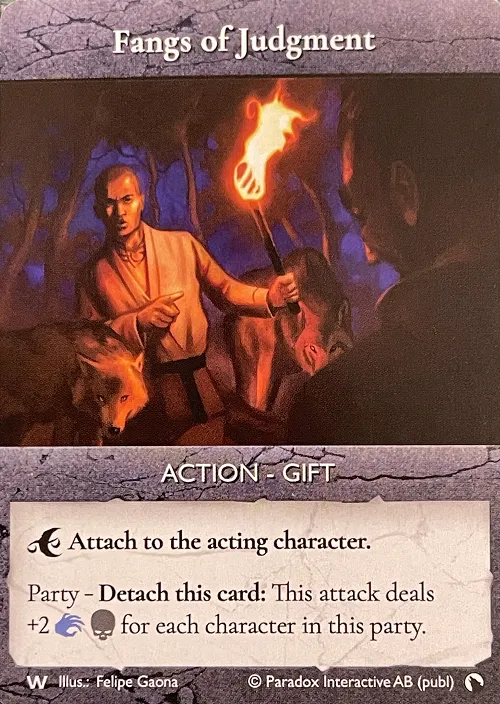 Fangs of Judgment
ACTION - GIFT
Attach to the acting character.
Party - Detach this card: This attack deals
+2 for each character in this party.
W Illus.: Felipe Gaona © Paradox Interactive AB (publ)